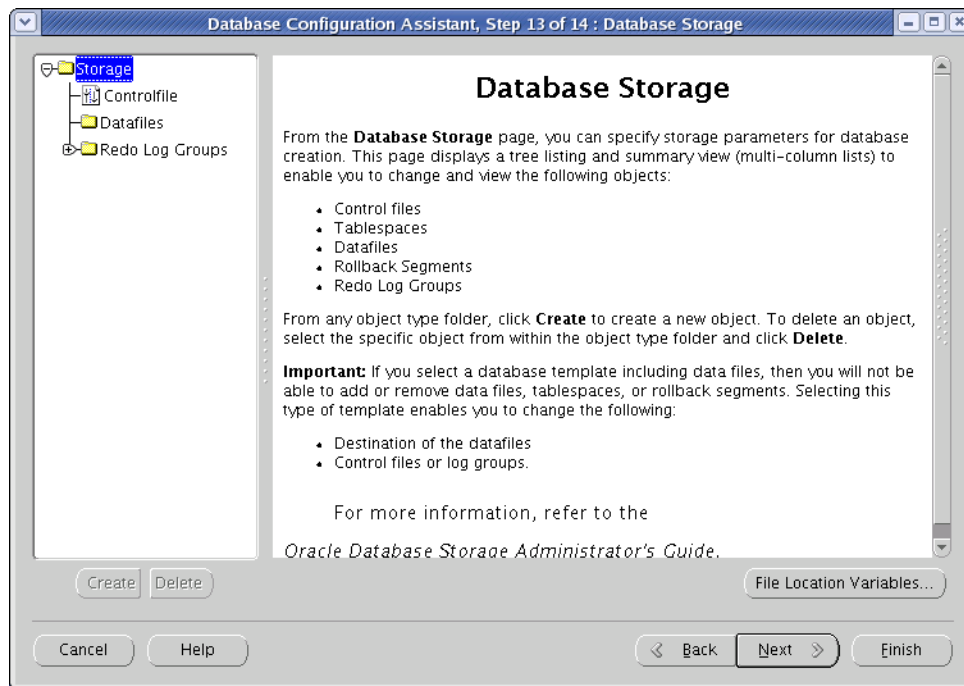 Database Configuration Assistant, Step 13 of 14 : Database Storage
Storage
Controlfile
Datafiles
Redo Log Groups
Database Storage
From the Database Storage page, you can specify storage parameters for database
creation. This page displays a tree listing and summary view (multi-column lists) to
enable you to change and view the following objects:
• Control files
• Tablespaces
• Datafiles
• Rollback Segments
• Redo Log Groups
From any object type folder, click Create to create a new object. To delete an object,
select the specific object from within the object type folder and click Delete.
Important: If you select a database template including data files, then you will not be
able to add or remove data files, tablespaces, or rollback segments. Selecting this
type of template enables you to change the following:
• Destination of the datafiles
• Control files or log groups.
For more information, refer to the
Oracle Database Storage Administrator's Guide.
Create Delete
File Location Variables...
Cancel Help Back Next Finish